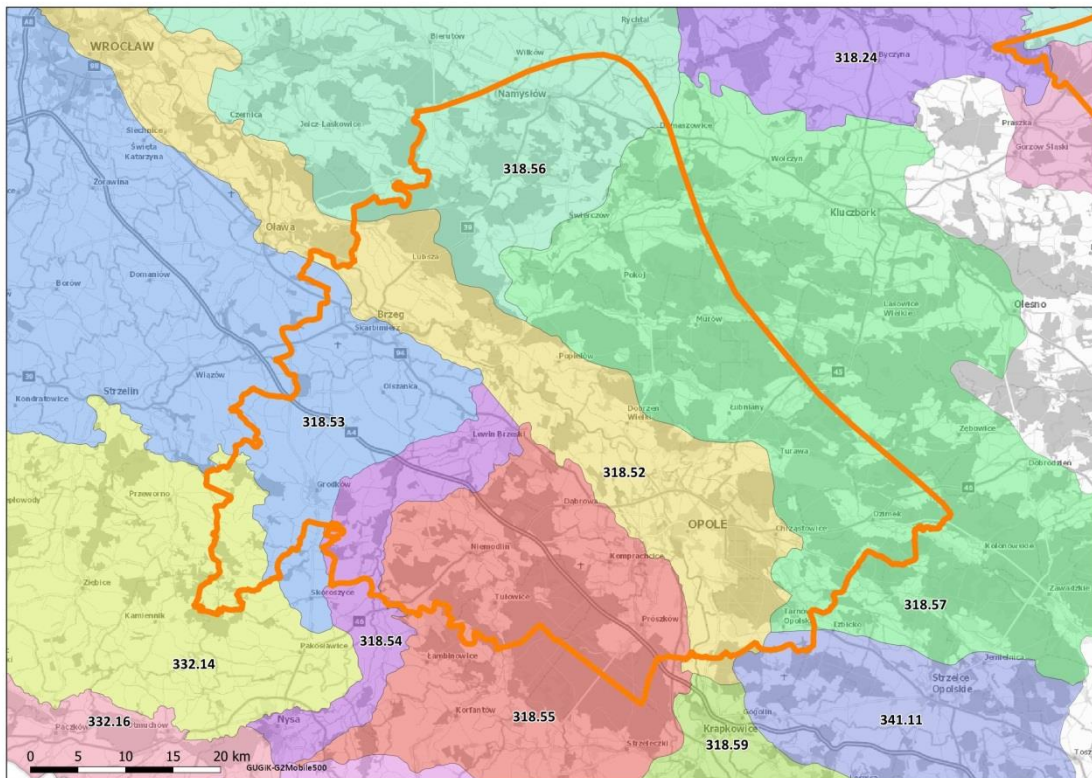 WROCŁAW
Bierutów
Rychtal
Wilków
318.24
Byczyna
Namysłów
Czernica
Jelcz-Laskowice
Domaszowice
Praszka
Gorzów Śląski
Siechnice
Święta
Katarzyna
Wołczyn
318.56
Żórawina
Świerczów
Kluczbork
Oława
39
Lubsza
Domaniów
Borów
Pokój
Lasowice
Wielkie
Olesno
Murów
Brzeg
Skarbimierz
Popielów
Wiązów
Olszanka
Strzelin
Kondratowice
A4
318.53
Dobrzeń
Wielki
Łubniany
Zębowice
Lewin Brzeski
318.52
Turawa
Dobrodzień
Grodków
Przeworno
Dąbrowa
OPOLE
Chrząstowice
Ozimek
46
Niemodlin
Komprachcice
Kolonowskie
Ziębice
Skoroszyce
Tułowice
Kamiennik
Prószków
Tarnów
Opolski
Izbicko
318.57
Zawadzkie
318.54
Pakosławice
332.14
Łambinowice
Jemielnica
Strzelce
Opolskie
332.16
Paczków
Otmuchów
Nysa
Korfantów
318.55
Gogolin
341.11
Krapkowice
318.59
Strzeleczki
0 5 10 15 20 km
GUGiK-G2Mobile500